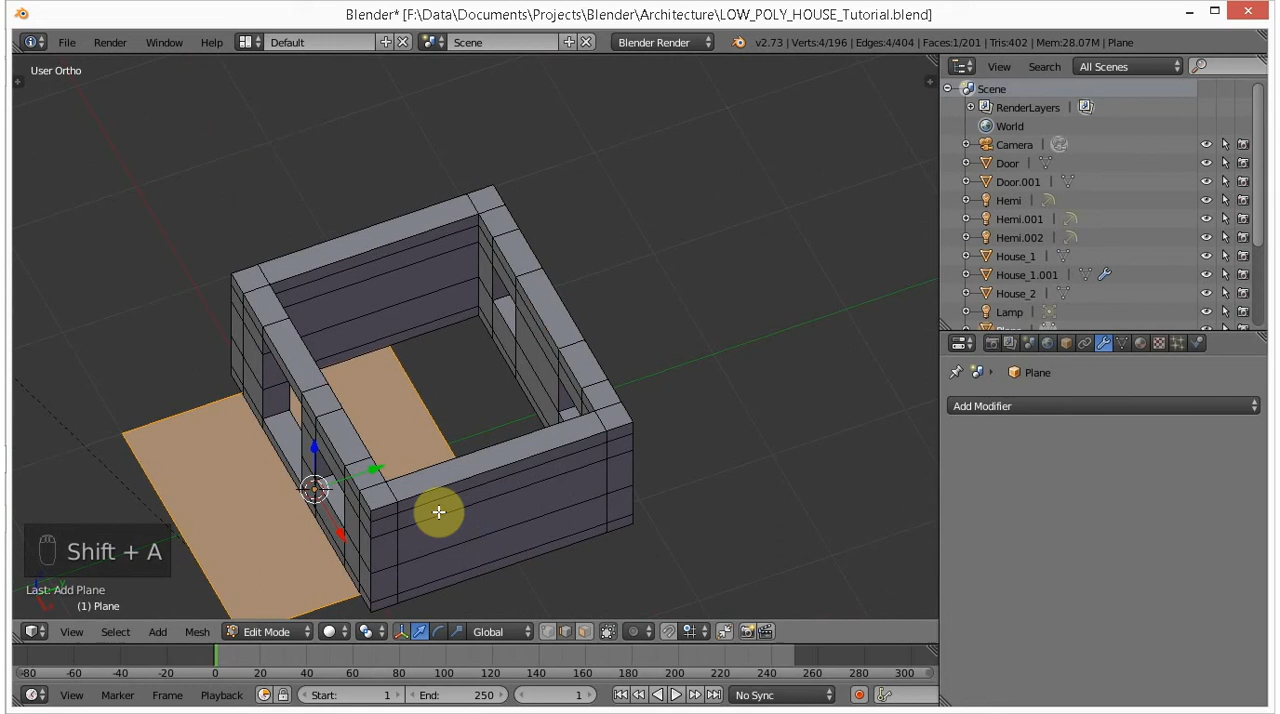 Blender* [F:\Data\Documents\Projects\Blender\Architecture\LOW_POLY_HOUSE_Tutorial.blend]
File Render Window Help Default Scene Blender Render v2.73 | Verts:4/196 | Edges:4/404 | Faces:1/201 | Tris:402 | Mem:28.07M | Plane
User Ortho
View Search All Scenes
Scene
RenderLayers
World
Camera
Door
Door.001
Hemi
Hemi.001
Hemi.002
House_1
House_1.001
House_2
Lamp
Plane
Add Modifier
Shift + A
Last: Add Plane
(1) Plane
View Select Add Mesh Edit Mode Global
-80 -60 -40 -20 0 20 40 60 80 100 120 140 160 180 200 220 240 260 280 300
View Marker Frame Playback Start: 1 End: 250 1 No Sync